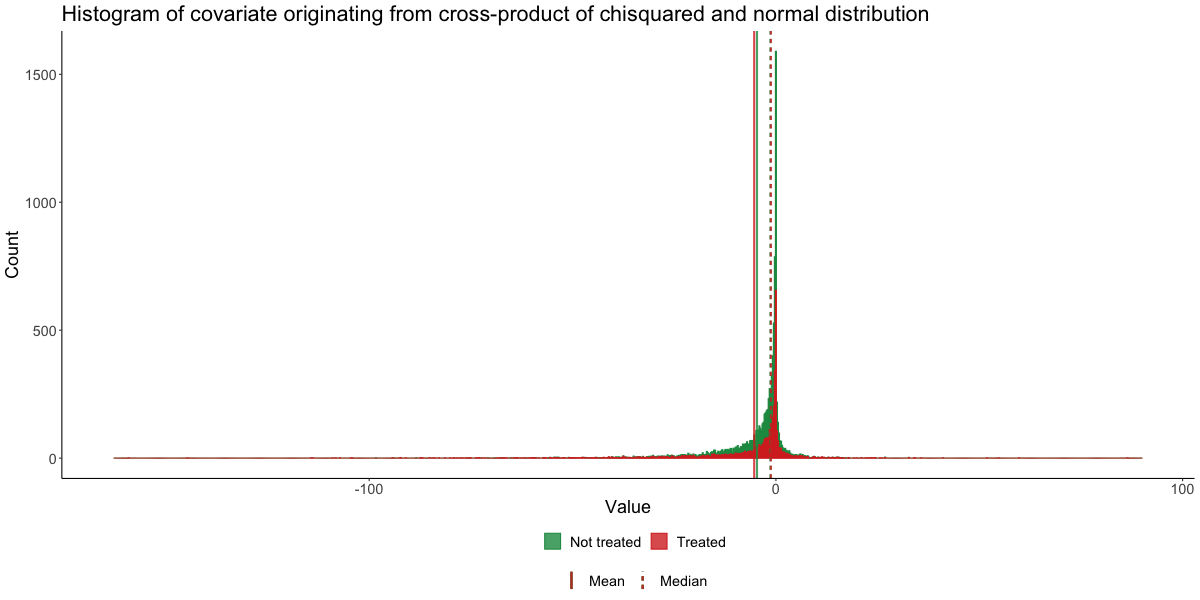 Histogram of covariate originating from cross-product of chisquared and normal distribution
Count
1500
1000
500
0
-100
0
100
Value
Not treated
Treated
Mean
Median